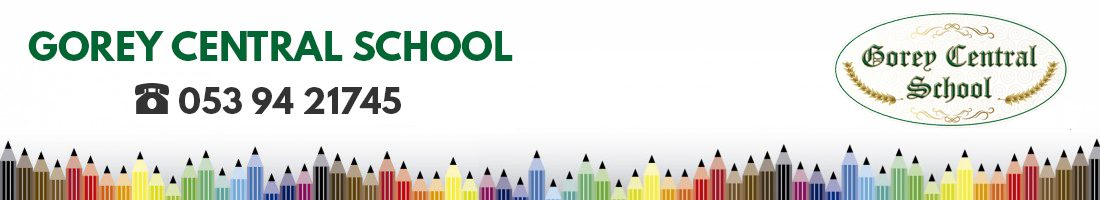 GOREY CENTRAL SCHOOL
☎ 053 94 21745
Gorey Central
School